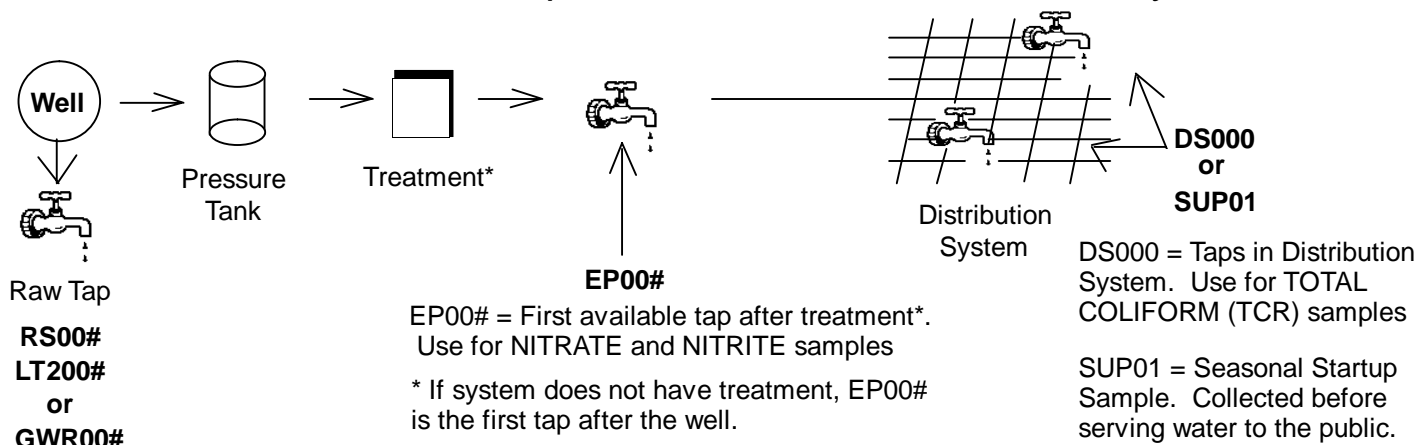 Well
Pressure
Tank
Treatment*
Raw Tap
RS00#
LT200#
or
GWR00#
EP00#
EP00# = First available tap after treatment*.
Use for NITRATE and NITRITE samples
* If system does not have treatment, EP00#
is the first tap after the well.
Distribution
System
DS000
or
SUP01
DS000 = Taps in Distribution
System. Use for TOTAL
COLIFORM (TCR) samples
SUP01 = Seasonal Startup
Sample. Collected before
serving water to the public.